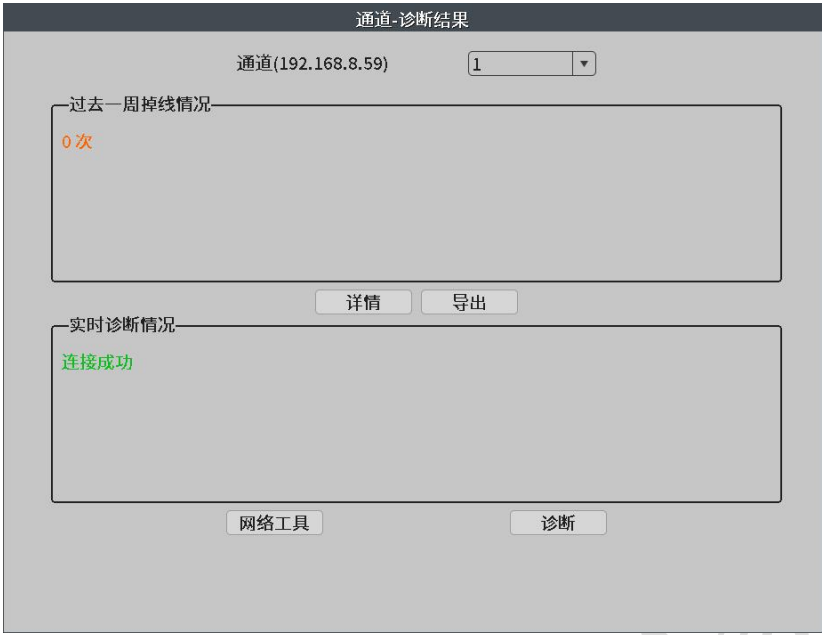 通道-诊断结果
通道(192.168.8.59) 1
过去一周掉线情况
0 次
详情 导出
实时诊断情况
连接成功
网络工具 诊断